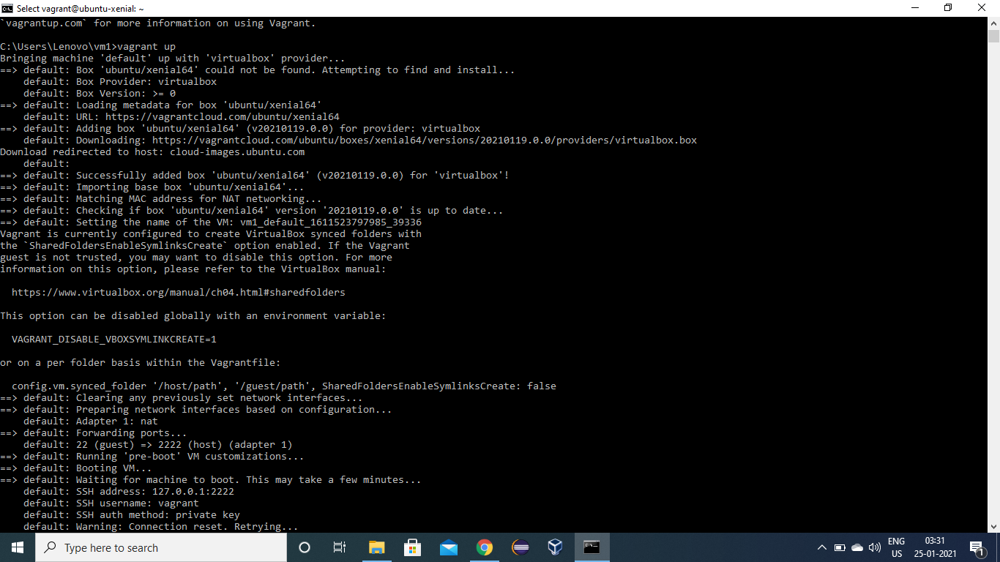 Select vagrant@ubuntu-xenial: ~
`vagrantup.com` for more information on using Vagrant.
C:\Users\Lenovo\vm1>vagrant up
Bringing machine 'default' up with 'virtualbox' provider...
==> default: Box 'ubuntu/xenial64' could not be found. Attempting to find and install...
default: Box Provider: virtualbox
default: Box Version: >= 0
==> default: Loading metadata for box 'ubuntu/xenial64'
default: URL: https://vagrantcloud.com/ubuntu/xenial64
==> default: Adding box 'ubuntu/xenial64' (v20210119.0.0) for provider: virtualbox
default: Downloading: https://vagrantcloud.com/ubuntu/boxes/xenial64/versions/20210119.0.0/providers/virtualbox.box
Download redirected to host: cloud-images.ubuntu.com
default:
==> default: Successfully added box 'ubuntu/xenial64' (v20210119.0.0) for 'virtualbox'!
==> default: Importing base box 'ubuntu/xenial64'...
==> default: Matching MAC address for NAT networking...
==> default: Checking if box 'ubuntu/xenial64' version '20210119.0.0' is up to date...
==> default: Setting the name of the VM: vm1_default_1611523797985_39336
Vagrant is currently configured to create VirtualBox synced folders with
the `SharedFoldersEnableSymlinksCreate` option enabled. If the Vagrant
guest is not trusted, you may want to disable this option. For more
information on this option, please refer to the VirtualBox manual:
https://www.virtualbox.org/manual/ch04.html#sharedfolders
This option can be disabled globally with an environment variable:
VAGRANT_DISABLE_VBOXSYMLINKCREATE=1
or on a per folder basis within the Vagrantfile:
config.vm.synced_folder '/host/path', '/guest/path', SharedFoldersEnableSymlinksCreate: false
==> default: Clearing any previously set network interfaces...
==> default: Preparing network interfaces based on configuration...
default: Adapter 1: nat
==> default: Forwarding ports...
default: 22 (guest) => 2222 (host) (adapter 1)
==> default: Running 'pre-boot' VM customizations...
==> default: Booting VM...
==> default: Waiting for machine to boot. This may take a few minutes...
default: SSH address: 127.0.0.1:2222
default: SSH username: vagrant
default: SSH auth method: private key
default: Warning: Connection reset. Retrying...
Type here to search
ENG
US
03:31
25-01-2021
1